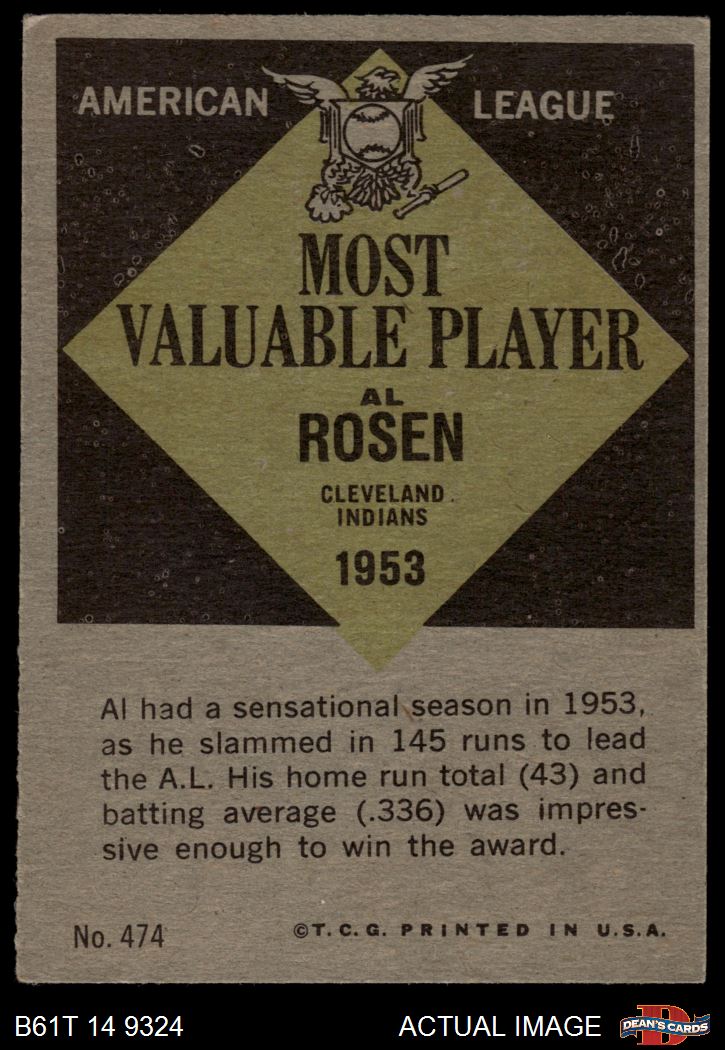 AMERICAN LEAGUE
MOST
VALUABLE PLAYER
AL
ROSEN
CLEVELAND
INDIANS
1953
Al had a sensational season in 1953,
as he slammed in 145 runs to lead
the A.L. His home run total (43) and
batting average (.336) was impres-
sive enough to win the award.
No. 474 ©T.C.G. PRINTED IN U.S.A.
B61T 14 9324 ACTUAL IMAGE DEAN'S CARDS